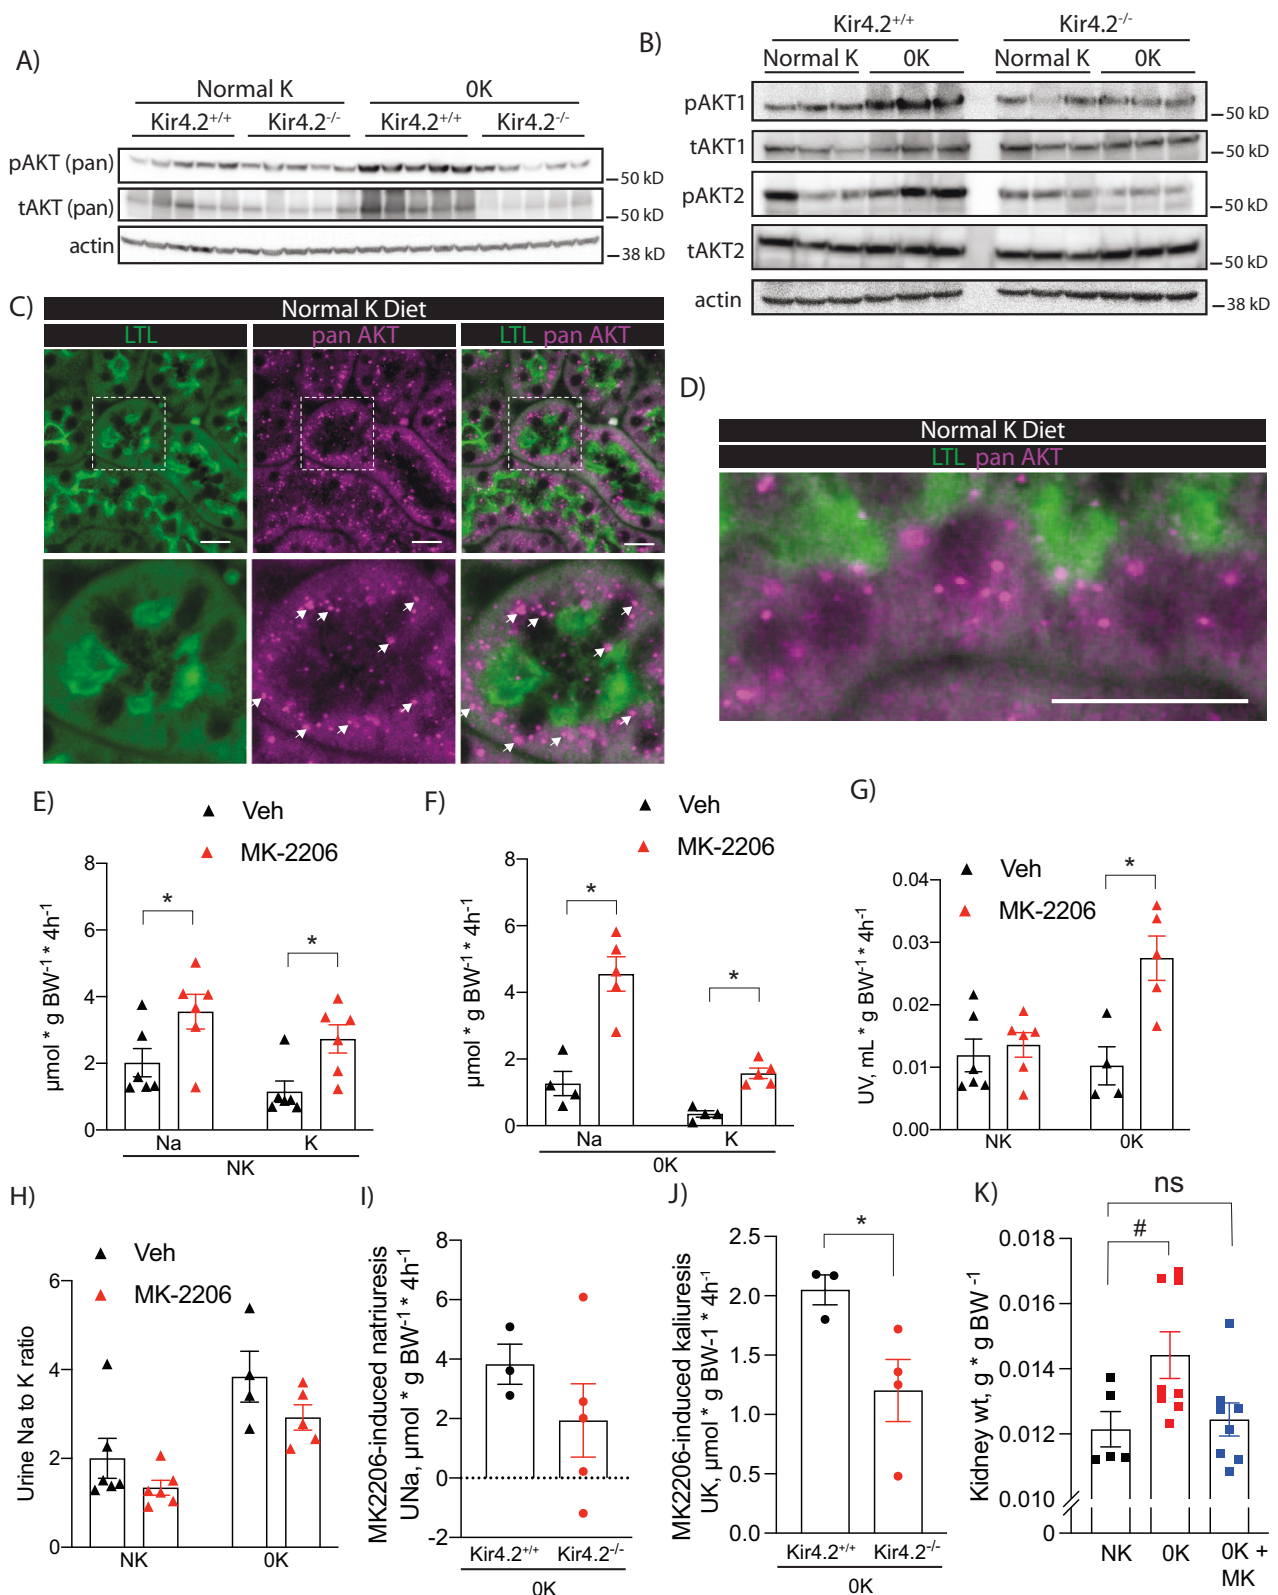 A)
Normal K 0K
Kir4.2+/+ Kir4.2-/- Kir4.2+/+ Kir4.2-/-
pAKT (pan) 50 kD
tAKT (pan) 50 kD
actin 38 kD
B)
Kir4.2+/+ Kir4.2-/-
Normal K 0K Normal K 0K
pAKT1 50 kD
tAKT1 50 kD
pAKT2 50 kD
tAKT2 50 kD
actin 38 kD
C)
Normal K Diet
LTL pan AKT LTL pan AKT
D)
Normal K Diet
LTL pan AKT
E)
Veh
MK-2206
µmol * g BW-1 * 4h-1
8
6
4
2
0
* *
Na K
NK
F)
Veh
MK-2206
µmol * g BW-1 * 4h-1
8
6
4
2
0
* *
Na K
0K
G)
Veh
MK-2206
UV, mL * g BW-1 * 4h-1
0.04
0.03
0.02
0.01
0.00
*
NK 0K
H)
Veh
MK-2206
Urine Na to K ratio
6
4
2
0
NK 0K
I)
MK2206-induced natriuresis
UNa, µmol * g BW-1 * 4h-1
8
6
4
2
0
-2
Kir4.2+/+ Kir4.2-/-
0K
J)
MK2206-induced kaliuresis
UK, µmol * g BW-1 * 4h-1
2.5
2.0
1.5
1.0
0.5
0.0
*
Kir4.2+/+ Kir4.2-/-
0K
K)
ns
#
Kidney wt, g * g BW -1
0.018
0.016
0.014
0.012
0.010
0
NK 0K 0K +
MK